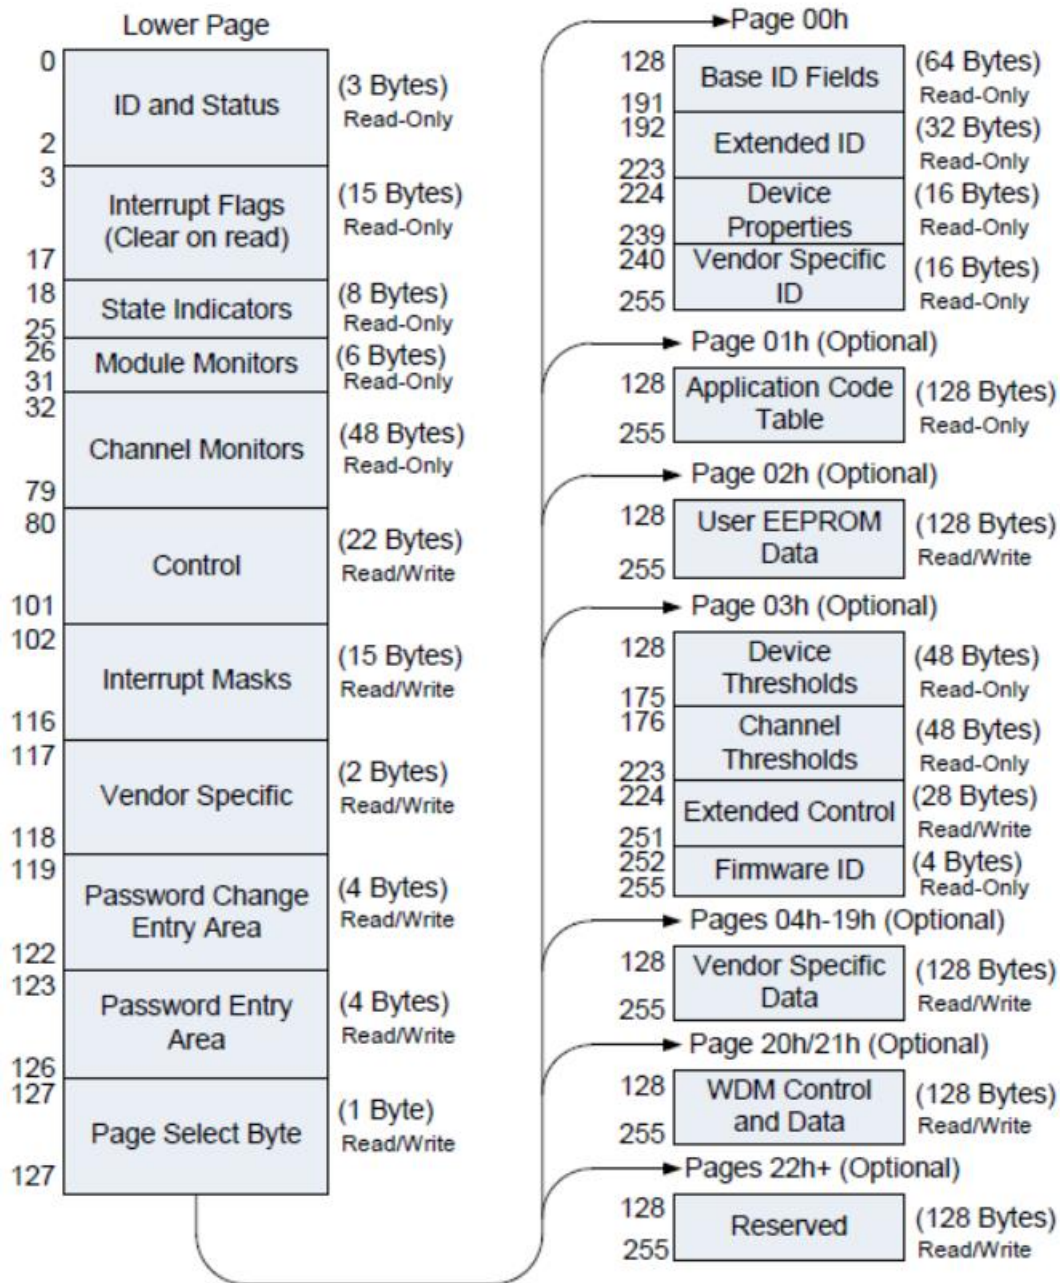 Lower Page
0
ID and Status
(3 Bytes)
Read-Only
2
3
Interrupt Flags
(Clear on read)
(15 Bytes)
Read-Only
17
18
State Indicators
(8 Bytes)
Read-Only
25
26
Module Monitors
(6 Bytes)
Read-Only
31
32
Channel Monitors
(48 Bytes)
Read-Only
79
80
Control
(22 Bytes)
Read/Write
101
102
Interrupt Masks
(15 Bytes)
Read/Write
116
117
Vendor Specific
(2 Bytes)
Read/Write
118
119
Password Change
Entry Area
(4 Bytes)
Read/Write
122
123
Password Entry
Area
(4 Bytes)
Read/Write
126
127
Page Select Byte
(1 Byte)
Read/Write
127
Page 00h
128
Base ID Fields
(64 Bytes)
Read-Only
191
192
Extended ID
(32 Bytes)
Read-Only
223
224
Device
Properties
(16 Bytes)
Read-Only
239
240
Vendor Specific
ID
(16 Bytes)
Read-Only
255
Page 01h (Optional)
128
Application Code
Table
(128 Bytes)
Read-Only
255
Page 02h (Optional)
128
User EEPROM
Data
(128 Bytes)
Read/Write
255
Page 03h (Optional)
128
Device
Thresholds
(48 Bytes)
Read-Only
175
176
Channel
Thresholds
(48 Bytes)
Read-Only
223
224
Extended Control
(28 Bytes)
Read/Write
251
252
Firmware ID
(4 Bytes)
Read-Only
255
Pages 04h-19h (Optional)
128
Vendor Specific
Data
(128 Bytes)
Read/Write
255
Page 20h/21h (Optional)
128
WDM Control
and Data
(128 Bytes)
Read/Write
255
Pages 22h+ (Optional)
128
Reserved
(128 Bytes)
Read/Write
255